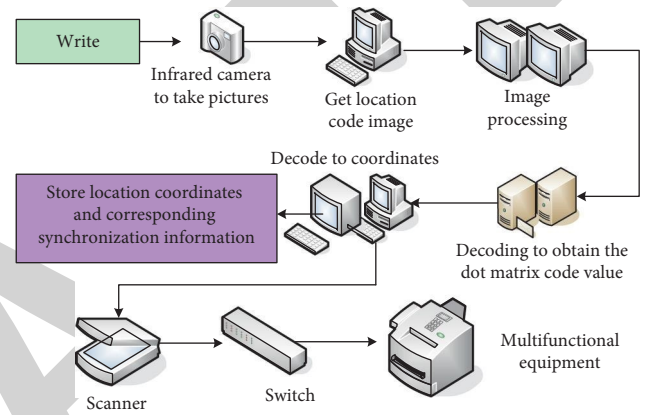 Write
Infrared camera
to take pictures
Get location
code image
Image
processing
Decode to coordinates
Store location coordinates
and corresponding
synchronization information
Decoding to obtain the
dot matrix code value
Scanner
Switch
Multifunctional
equipment